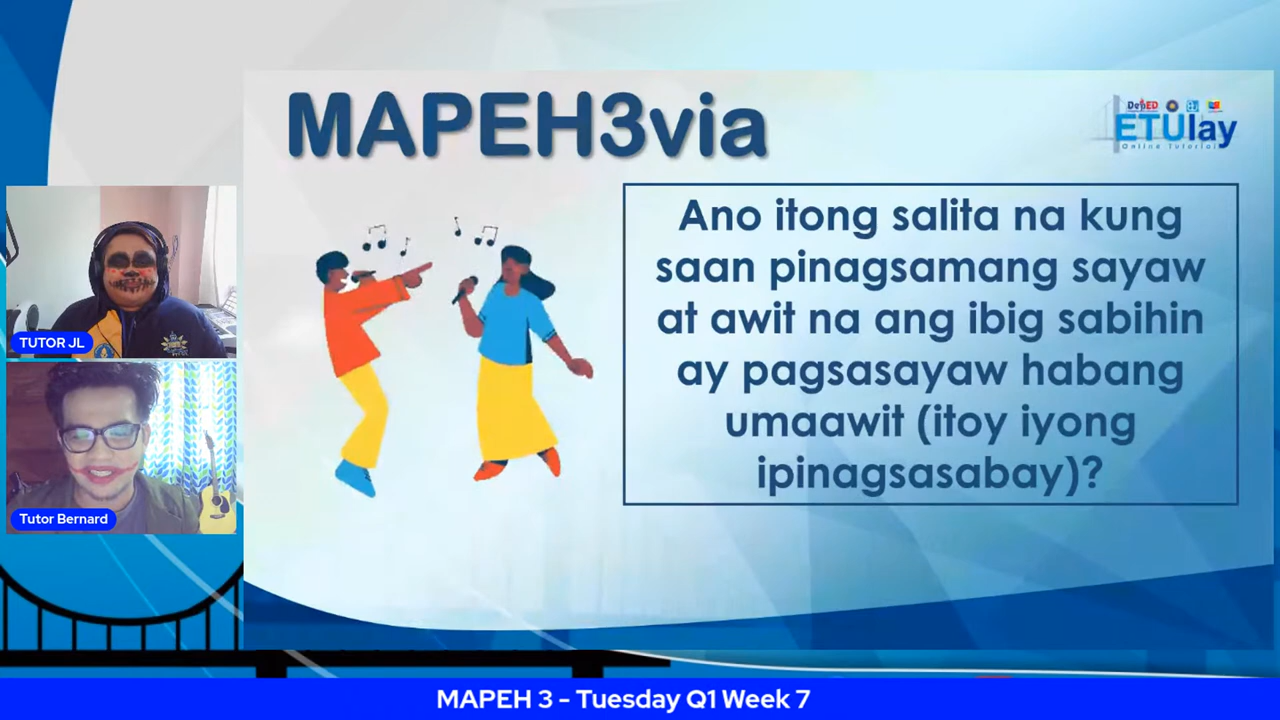 MAPEH3via
DepED
ETUlay
Online Tutorial
Ano itong salita na kung
saan pinagsamang sayaw
at awit na ang ibig sabihin
ay pagsasayaw habang
umaawit (itoy iyong
ipinagsasabay)?
TUTOR JL
Tutor Bernard
MAPEH 3 - Tuesday Q1 Week 7